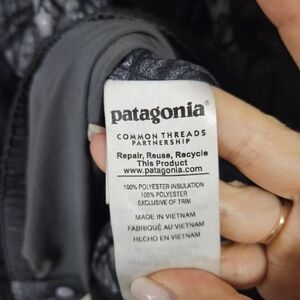 patagonia®
COMMON THREADS
PARTNERSHIP
Repair, Reuse, Recycle
This Product
www.patagonia.com
100% POLYESTER INSULATION
100% POLYESTER
EXCLUSIVE OF TRIM
MADE IN VIETNAM
FABRIQUÉ AU VIETNAM
HECHO EN VIETNAM